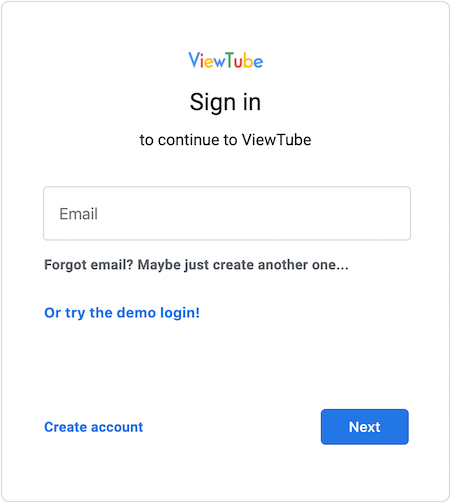 ViewTube
Sign in
to continue to ViewTube
Email
Forgot email? Maybe just create another one...
Or try the demo login!
Create account
Next